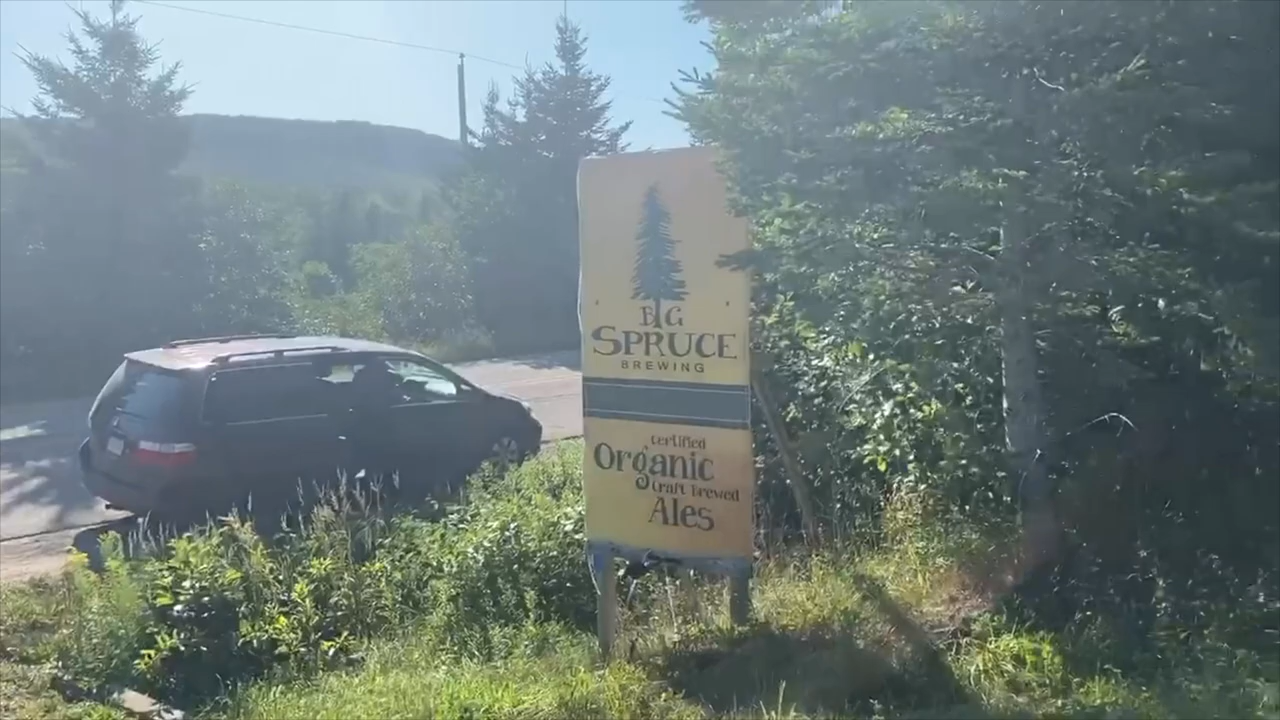 BIG
SPRUCE
BREWING
certified
Organic
Craft Brewed
Ales